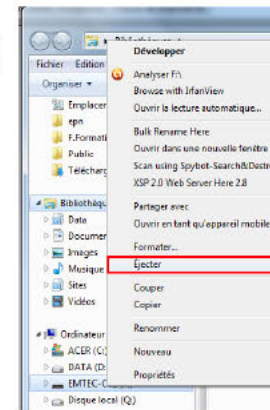 Fichier Edition
Organiser
Emplacem
epn
F.Formati
Public
Télécharg
Bibliothèqu
Data
Documen
Images
Musique
Sites
Vidéos
Ordinateur
ACER (C:)
DATA (D:
EMTEC-C
Disque local (Q:)
Développer
Analyser F:\
Browse with IrfanView
Ouvrir la lecture automatique...
Bulk Rename Here
Ouvrir dans une nouvelle fenêtre
Scan using Spybot-Search&Destr
XSP 2.0 Web Server Here 2.8
Partager avec
Ouvrir en tant qu'appareil mobile
Formater...
Éjecter
Couper
Copier
Renommer
Nouveau
Propriétés